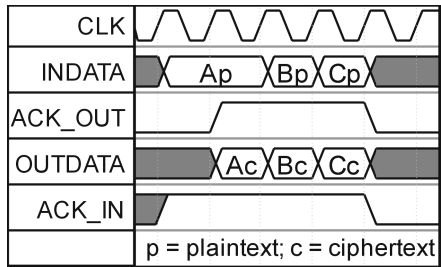 CLK
INDATA Ap Bp Cp
ACK_OUT
OUTDATA Ac Bc Cc
ACK_IN
p = plaintext; c = ciphertext